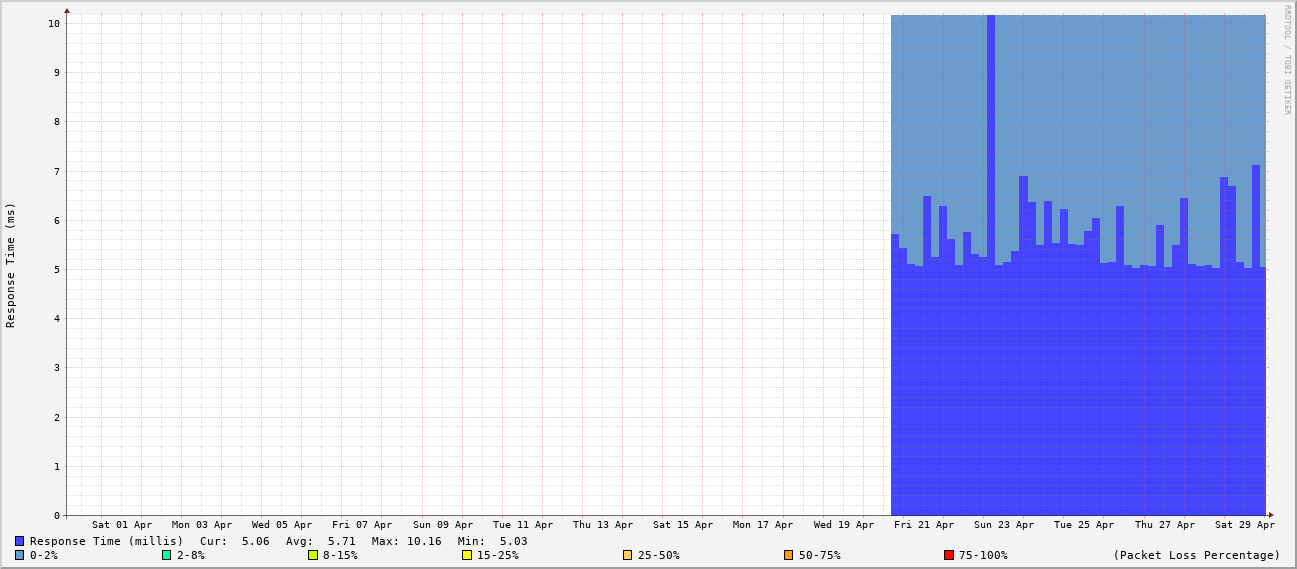 RRDTOOL / TOBI OETIKER
Response Time (ms)
10
9
8
7
6
5
4
3
2
1
0
Sat 01 Apr Mon 03 Apr Wed 05 Apr Fri 07 Apr Sun 09 Apr Tue 11 Apr Thu 13 Apr Sat 15 Apr Mon 17 Apr Wed 19 Apr Fri 21 Apr Sun 23 Apr Tue 25 Apr Thu 27 Apr Sat 29 Apr
Response Time (millis) Cur: 5.06 Avg: 5.71 Max: 10.16 Min: 5.03
0-2% 2-8% 8-15% 15-25% 25-50% 50-75% 75-100% (Packet Loss Percentage)